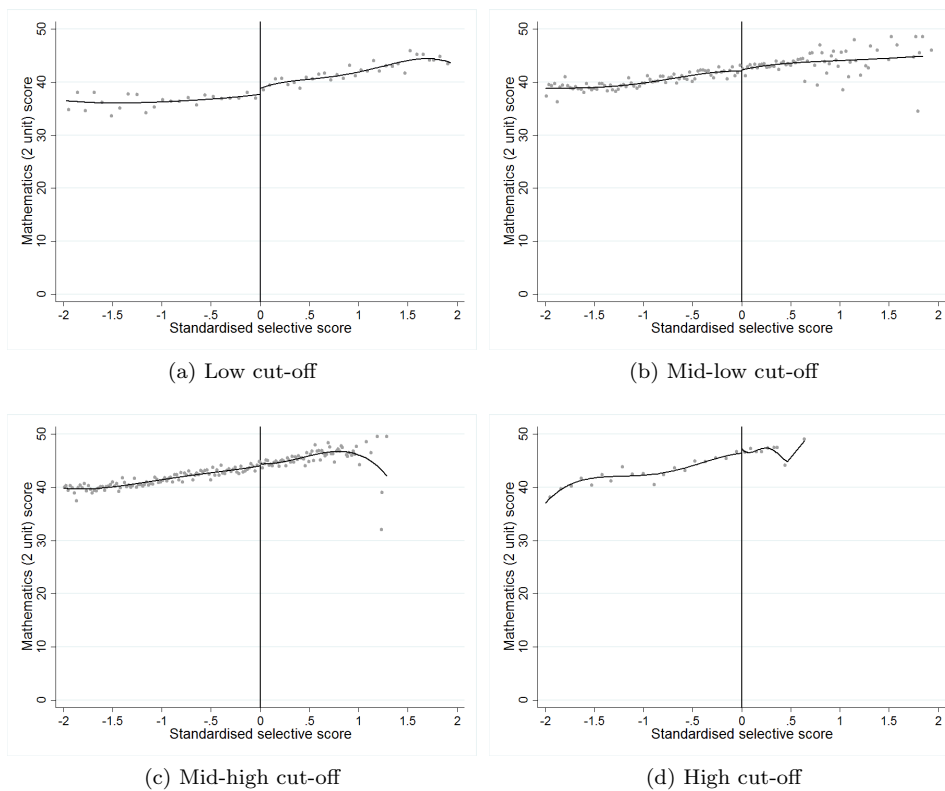 Mathematics (2 unit) score
50
40
30
20
10
0
-2 -1.5 -1 -.5 0 .5 1 1.5 2
Standardised selective score
(a) Low cut-off
Mathematics (2 unit) score
50
40
30
20
10
0
-2 -1.5 -1 -.5 0 .5 1 1.5 2
Standardised selective score
(b) Mid-low cut-off
Mathematics (2 unit) score
50
40
30
20
10
0
-2 -1.5 -1 -.5 0 .5 1 1.5 2
Standardised selective score
(c) Mid-high cut-off
Mathematics (2 unit) score
50
40
30
20
10
0
-2 -1.5 -1 -.5 0 .5 1 1.5 2
Standardised selective score
(d) High cut-off